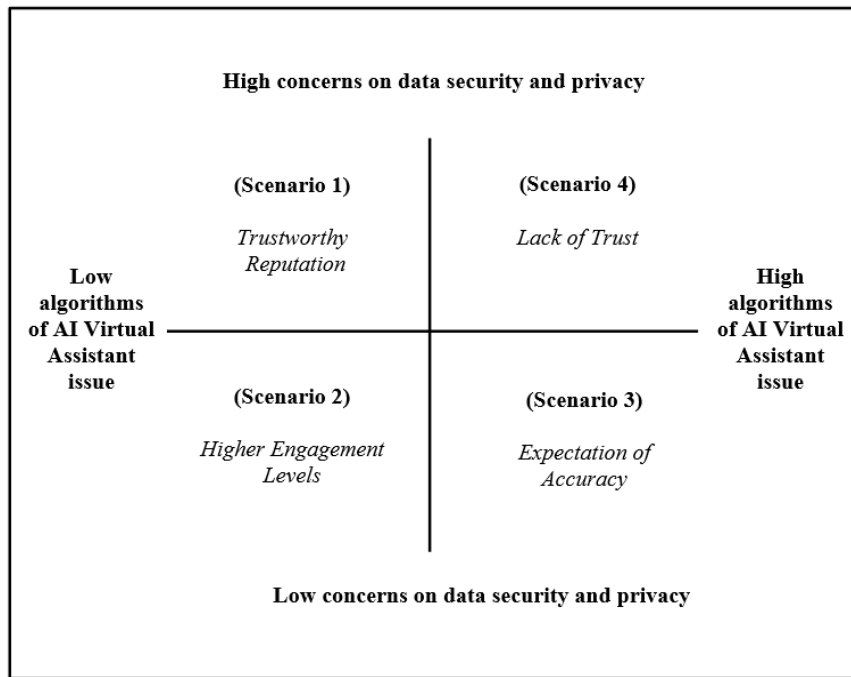 High concerns on data security and privacy
(Scenario 1)
Trustworthy
Reputation
(Scenario 4)
Lack of Trust
Low
algorithms
of AI Virtual
Assistant
issue
High
algorithms
of AI Virtual
Assistant
issue
(Scenario 2)
Higher Engagement
Levels
(Scenario 3)
Expectation of
Accuracy
Low concerns on data security and privacy